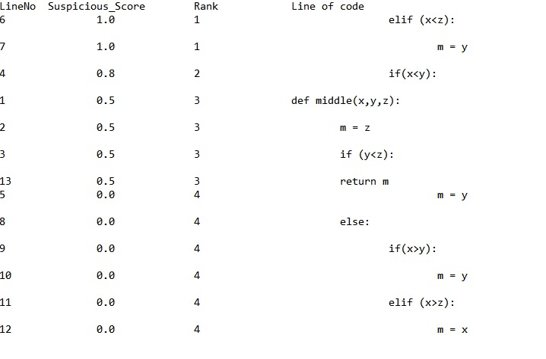 LineNo Suspicious_Score Rank Line of code
6 1.0 1 elif (x<z):
7 1.0 1 m = y
4 0.8 2 if(x<y):
1 0.5 3 def middle(x,y,z):
2 0.5 3 m = z
3 0.5 3 if (y<z):
13 0.5 3 return m
5 0.0 4 m = y
8 0.0 4 else:
9 0.0 4 if(x>y):
10 0.0 4 m = y
11 0.0 4 elif (x>z):
12 0.0 4 m = x